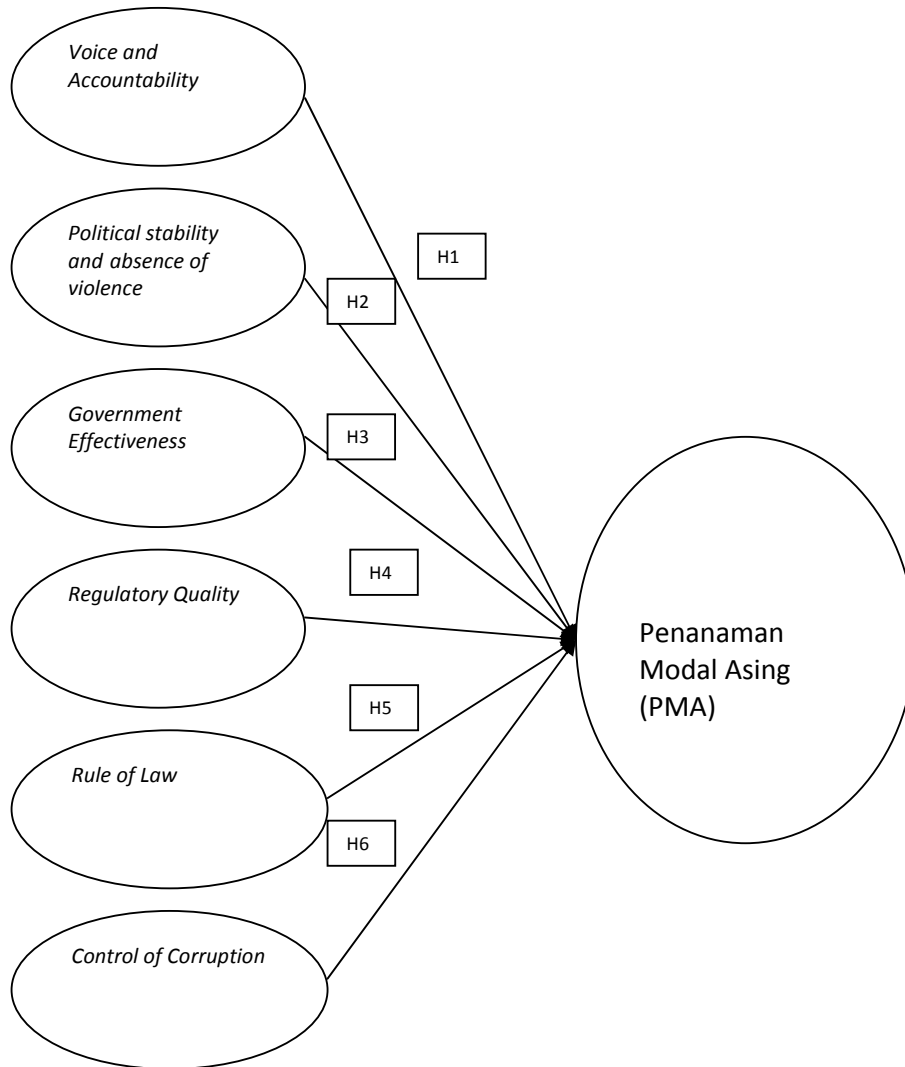 Voice and
Accountability
H1
Political stability
and absence of
violence
H2
Government
Effectiveness
H3
Regulatory Quality
H4
Penanaman
Modal Asing
(PMA)
H5
Rule of Law
H6
Control of Corruption